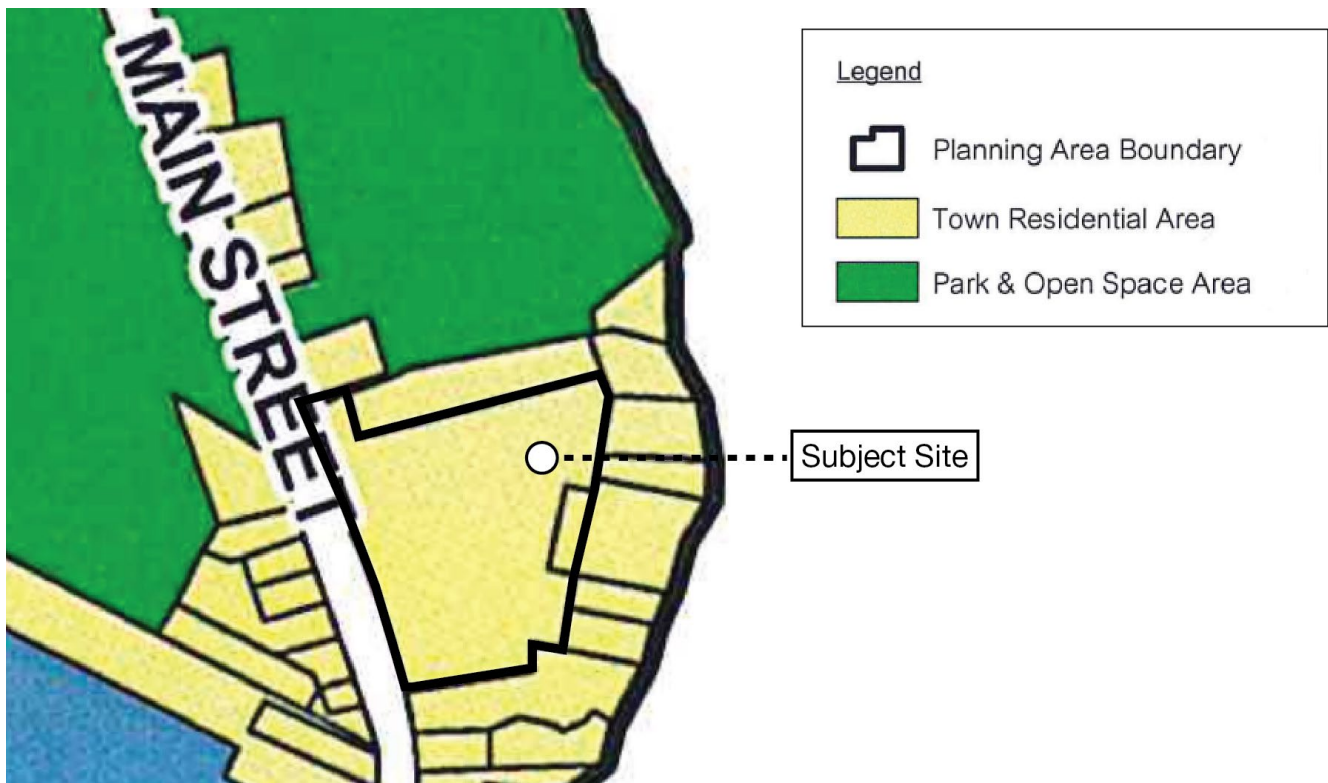 MAIN STREET
Legend
Planning Area Boundary
Town Residential Area
Park & Open Space Area
Subject Site